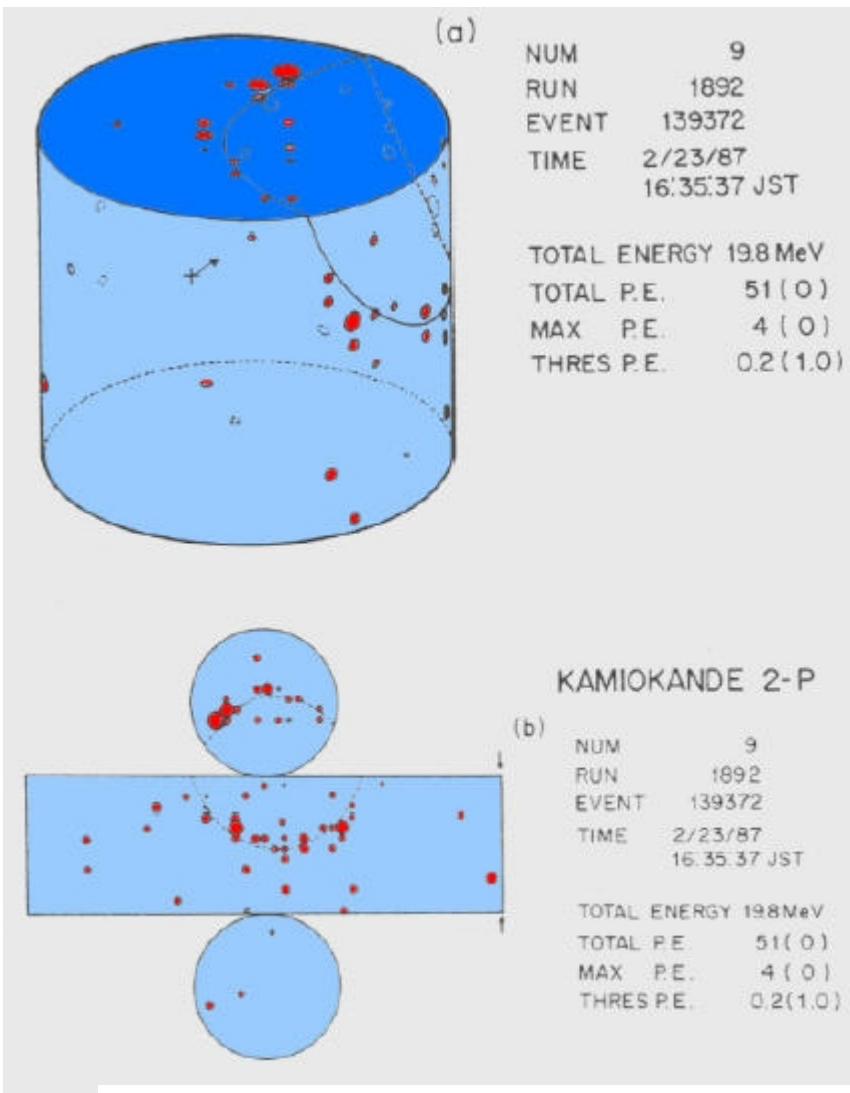 (a)
NUM 9
RUN 1892
EVENT 139372
TIME 2/23/87
16:35:37 JST
TOTAL ENERGY 19.8 MeV
TOTAL P.E. 51 ( 0 )
MAX P.E. 4 ( 0 )
THRES P.E. 0.2 ( 1.0 )
KAMIOKANDE 2-P
(b)
NUM 9
RUN 1892
EVENT 139372
TIME 2/23/87
16:35:37 JST
TOTAL ENERGY 19.8 MeV
TOTAL P.E. 51 ( 0 )
MAX P.E. 4 ( 0 )
THRES P.E. 0.2 ( 1.0 )